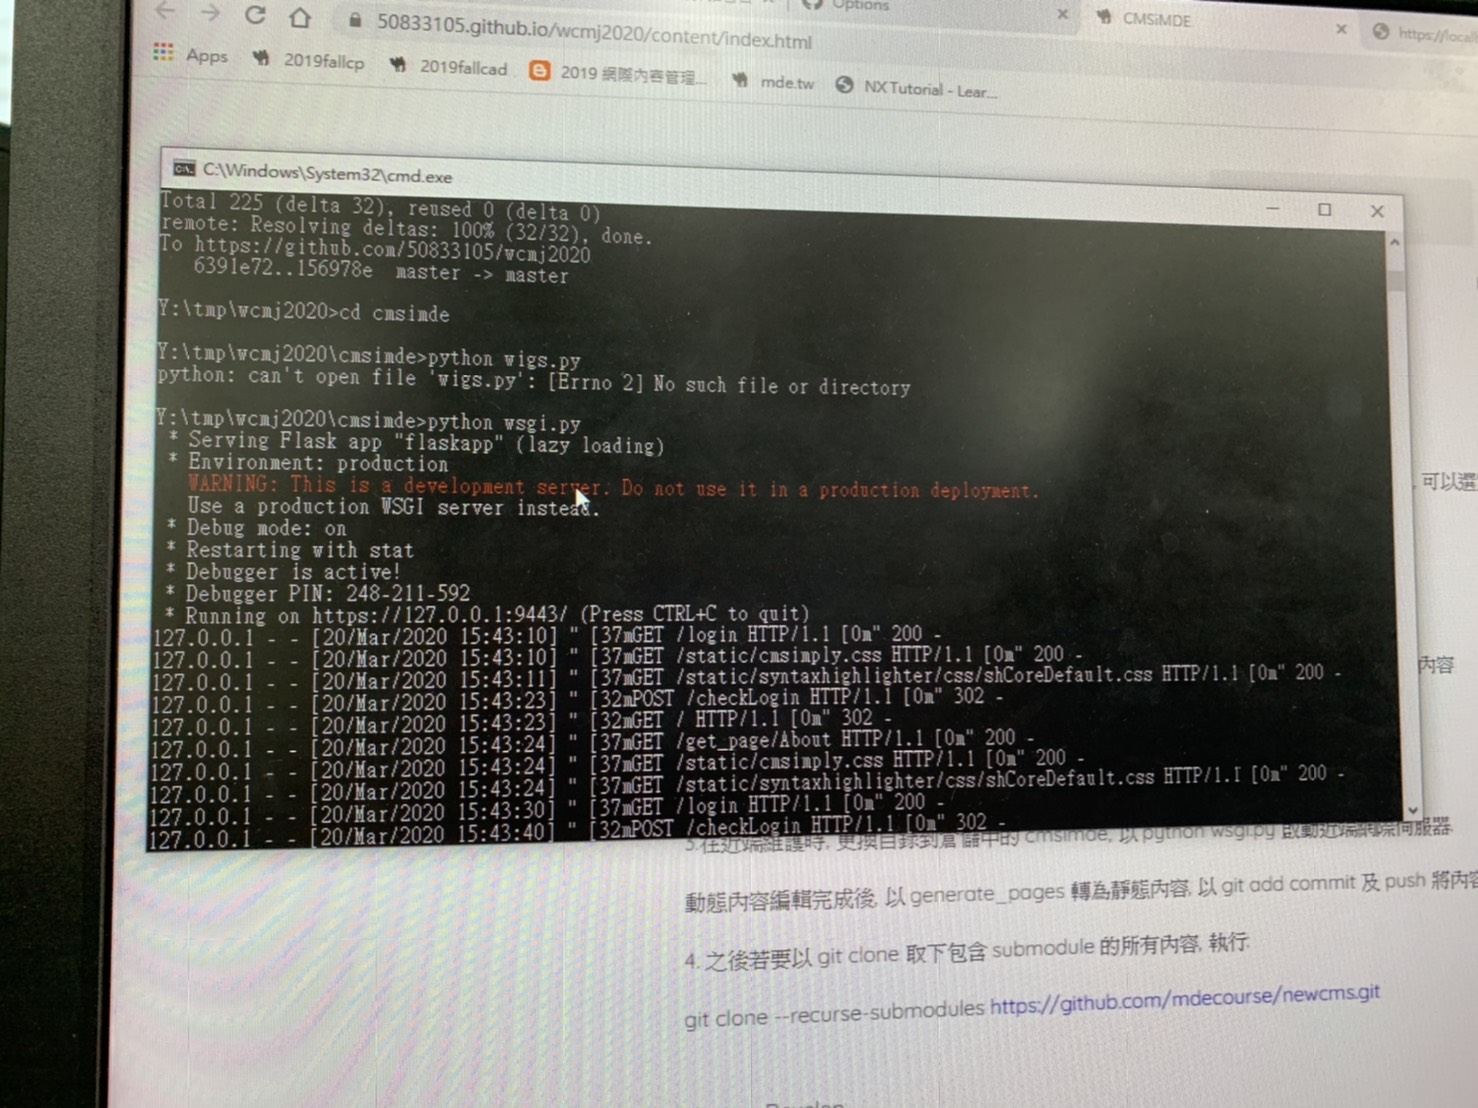 Options
CMSiMDE
https://local
50833105.github.io/wcmj2020/content/index.html
Apps
2019fallcp
2019fallcad
2019 網際內容管理...
mde.tw
NX Tutorial - Lear...
C:\Windows\System32\cmd.exe
Total 225 (delta 32), reused 0 (delta 0)
remote: Resolving deltas: 100% (32/32), done.
To https://github.com/50833105/wcmj2020
6391e72..156978e master -> master
Y:\tmp\wcmj2020>cd cmsimde
Y:\tmp\wcmj2020\cmsimde>python wigs.py
python: can't open file 'wigs.py': [Errno 2] No such file or directory
Y:\tmp\wcmj2020\cmsimde>python wsgi.py
* Serving Flask app "flaskapp" (lazy loading)
* Environment: production
WARNING: This is a development server. Do not use it in a production deployment.
Use a production WSGI server instead.
* Debug mode: on
* Restarting with stat
* Debugger is active!
* Debugger PIN: 248-211-592
* Running on https://127.0.0.1:9443/ (Press CTRL+C to quit)
127.0.0.1 - - [20/Mar/2020 15:43:10] " [37mGET /login HTTP/1.1 [0m" 200 -
127.0.0.1 - - [20/Mar/2020 15:43:10] " [37mGET /static/cmsimply.css HTTP/1.1 [0m" 200 -
127.0.0.1 - - [20/Mar/2020 15:43:11] " [37mGET /static/syntaxhighlighter/css/shCoreDefault.css HTTP/1.1 [0m" 200 -
127.0.0.1 - - [20/Mar/2020 15:43:23] " [32mPOST /checkLogin HTTP/1.1 [0m" 302 -
127.0.0.1 - - [20/Mar/2020 15:43:23] " [32mGET / HTTP/1.1 [0m" 302 -
127.0.0.1 - - [20/Mar/2020 15:43:24] " [37mGET /get_page/About HTTP/1.1 [0m" 200 -
127.0.0.1 - - [20/Mar/2020 15:43:24] " [37mGET /static/cmsimply.css HTTP/1.1 [0m" 200 -
127.0.0.1 - - [20/Mar/2020 15:43:24] " [37mGET /static/syntaxhighlighter/css/shCoreDefault.css HTTP/1.1 [0m" 200 -
127.0.0.1 - - [20/Mar/2020 15:43:30] " [37mGET /login HTTP/1.1 [0m" 200 -
127.0.0.1 - - [20/Mar/2020 15:43:40] " [32mPOST /checkLogin HTTP/1.1 [0m" 302 -
, 可以選
內容
3. 在近端維護時, 更換目錄到倉儲中的 cmsimde, 以 python wsgi.py 啟動近端網際伺服器
動態內容編輯完成後, 以 generate_pages 轉為靜態內容, 以 git add commit 及 push 將內容
4. 之後若要以 git clone 取下包含 submodule 的所有內容, 執行:
git clone --recurse-submodules https://github.com/mdecourse/newcms.git